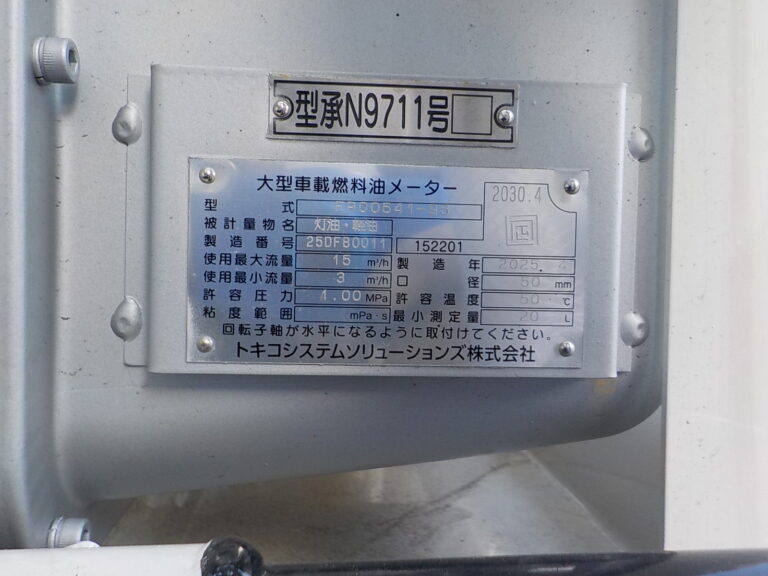 型承N9711号
大型車載燃料油メーター
2030.4
型式
被計量物名 灯油・軽油
正
製造番号 25DFB0011 152201
使用最大流量 15 m³/h 製造年 2025. 4
使用最小流量 3 m³/h 口径 50 mm
許容圧力 1.00 MPa 許容温度 50 ℃
粘度範囲 mPa・s 最小測定量 20 L
回転子軸が水平になるように取付けてください。
トキコシステムソリューションズ株式会社